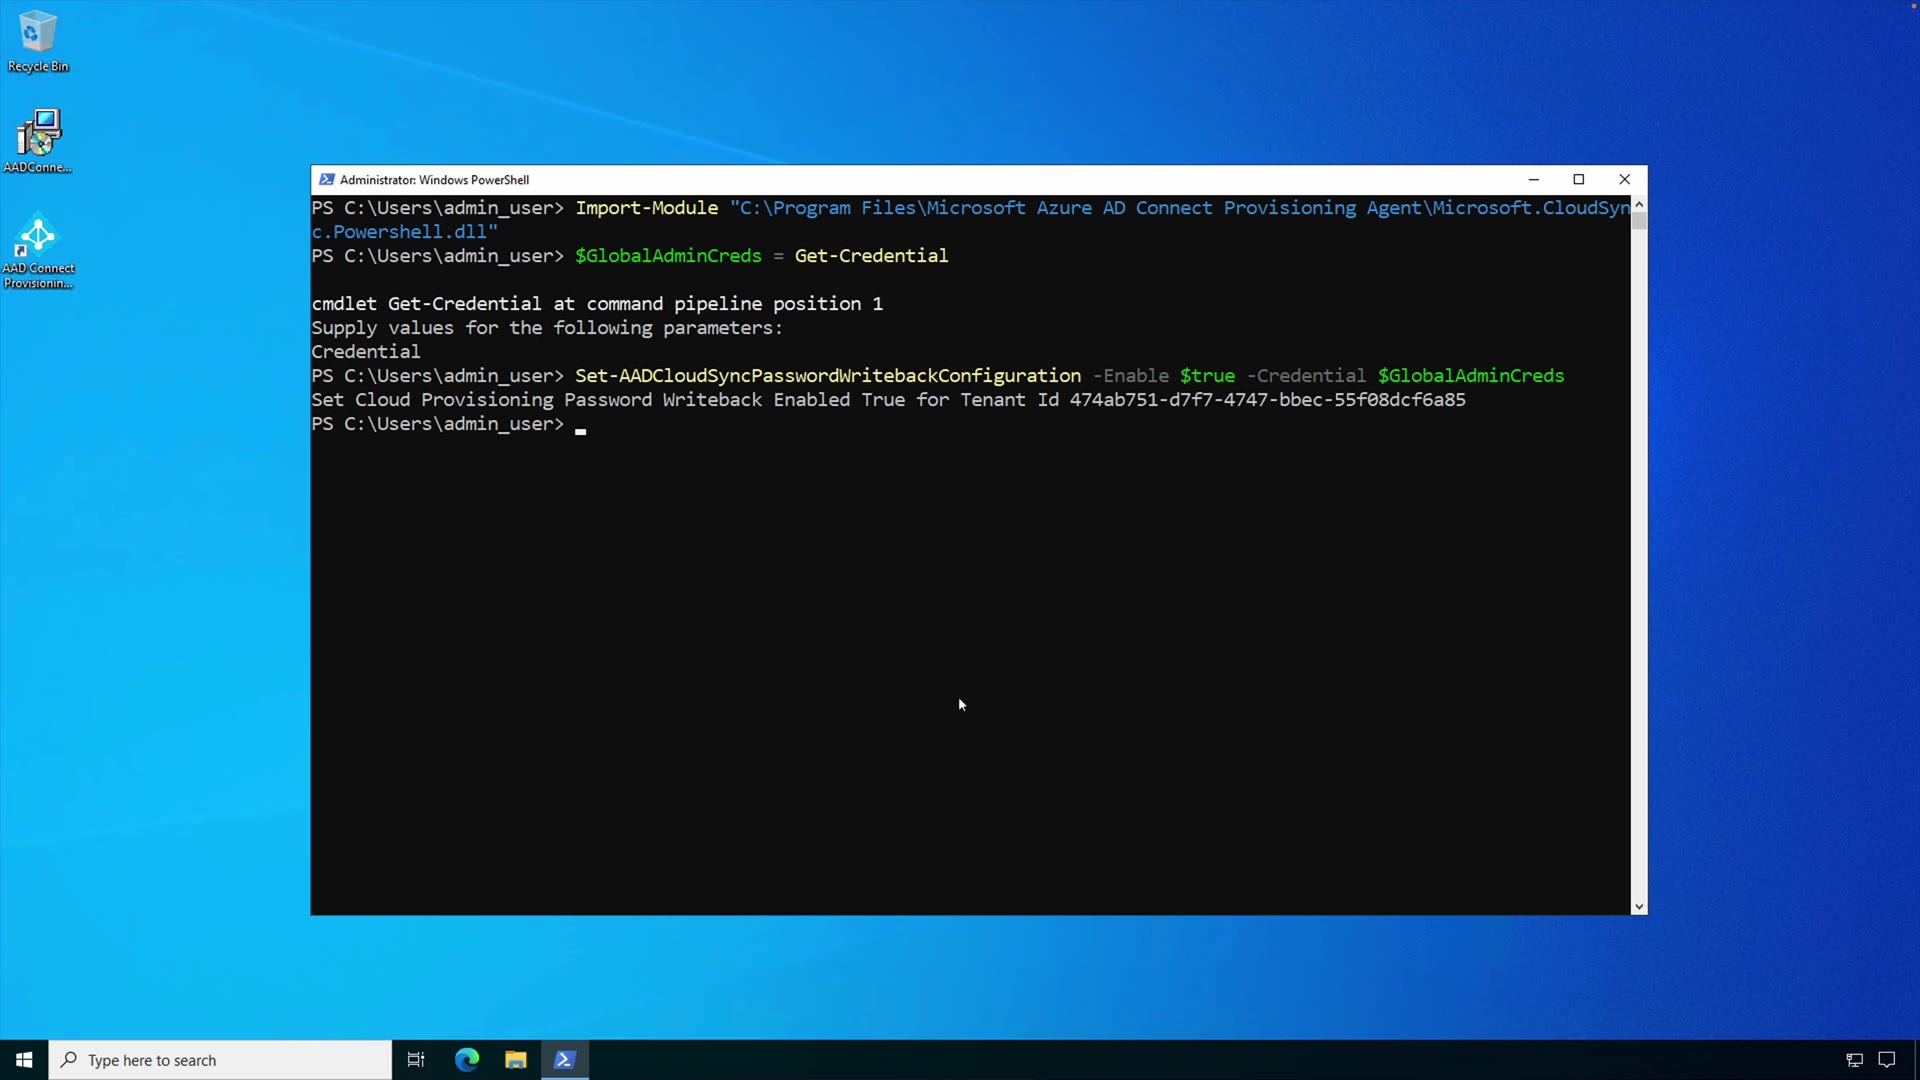 Recycle Bin
AADConne...
AAD Connect
Provisionin...
Administrator: Windows PowerShell
PS C:\Users\admin_user> Import-Module "C:\Program Files\Microsoft Azure AD Connect Provisioning Agent\Microsoft.CloudSyn
c.Powershell.dll"
PS C:\Users\admin_user> $GlobalAdminCreds = Get-Credential
cmdlet Get-Credential at command pipeline position 1
Supply values for the following parameters:
Credential
PS C:\Users\admin_user> Set-AADCloudSyncPasswordWritebackConfiguration -Enable $true -Credential $GlobalAdminCreds
Set Cloud Provisioning Password Writeback Enabled True for Tenant Id 474ab751-d7f7-4747-bbec-55f08dcf6a85
PS C:\Users\admin_user>
Type here to search